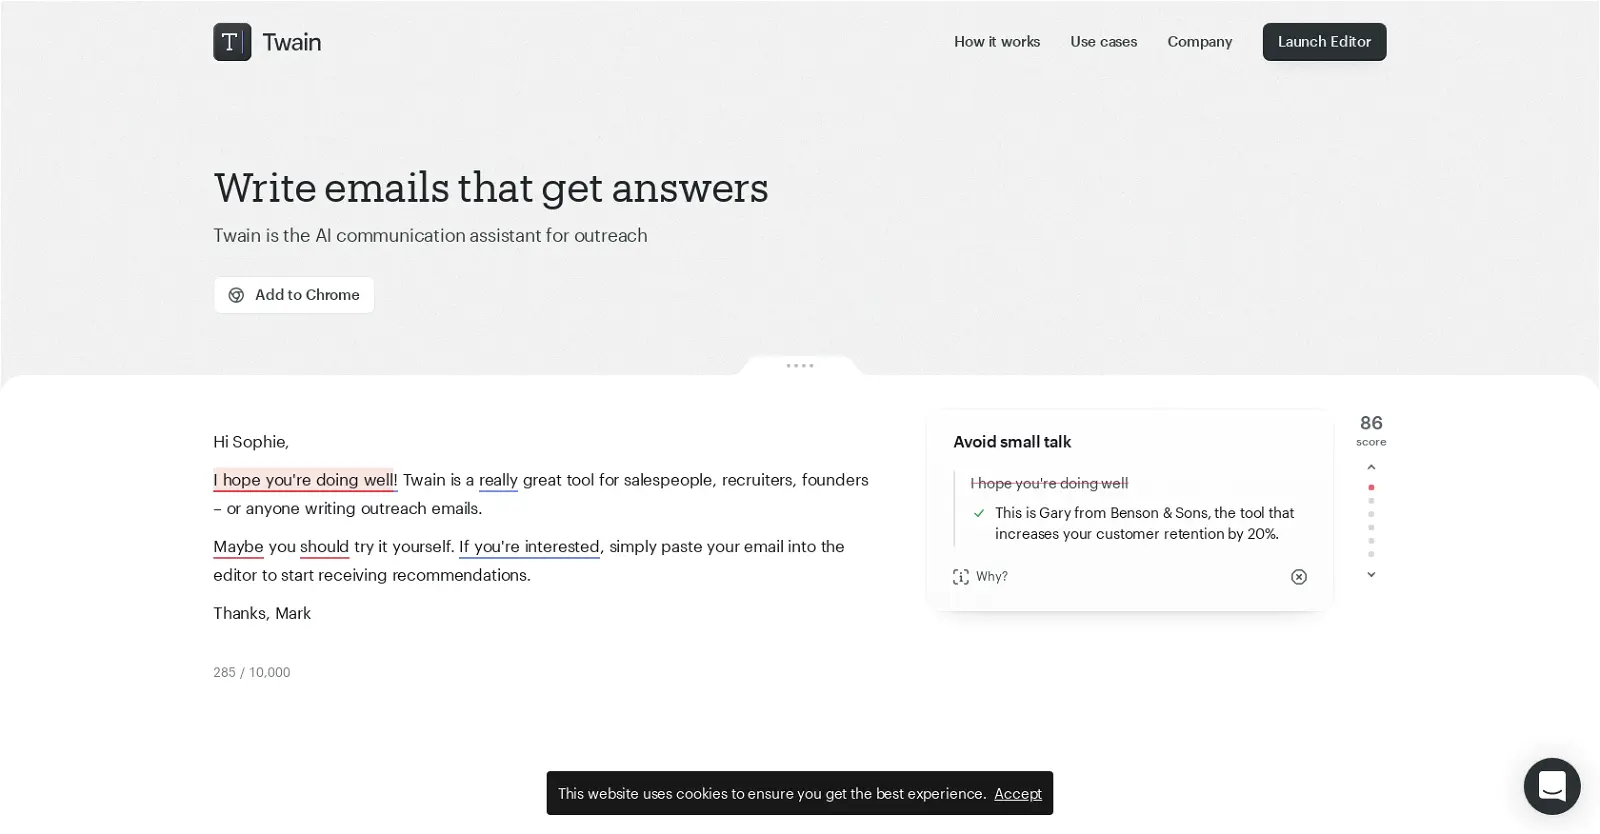 T Twain
How it works Use cases Company Launch Editor
Write emails that get answers
Twain is the AI communication assistant for outreach
Add to Chrome
Hi Sophie,
I hope you're doing well! Twain is a really great tool for salespeople, recruiters, founders
– or anyone writing outreach emails.
Maybe you should try it yourself. If you're interested, simply paste your email into the
editor to start receiving recommendations.
Thanks, Mark
285 / 10,000
Avoid small talk
I hope you're doing well
This is Gary from Benson & Sons, the tool that
increases your customer retention by 20%.
Why?
86
score
This website uses cookies to ensure you get the best experience. Accept